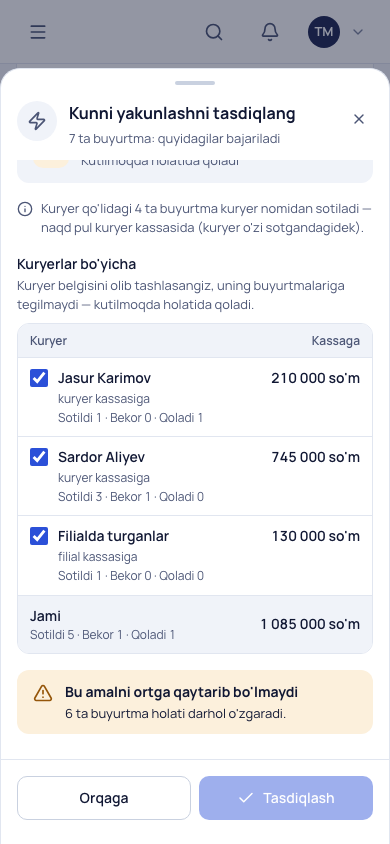 TM
Kunni yakunlashni tasdiqlang
7 ta buyurtma: quyidagilar bajariladi
Kutilmoqda holatida qoladi
Kuryer qo'lidagi 4 ta buyurtma kuryer nomidan sotiladi —
naqd pul kuryer kassasida (kuryer o'zi sotgandagidek).
Kuryerlar bo'yicha
Kuryer belgisini olib tashlasangiz, uning buyurtmalariga
tegilmaydi — kutilmoqda holatida qoladi.
Kuryer Kassaga
Jasur Karimov 210 000 so'm
kuryer kassasiga
Sotildi 1 · Bekor 0 · Qoladi 1
Sardor Aliyev 745 000 so'm
kuryer kassasiga
Sotildi 3 · Bekor 1 · Qoladi 0
Filialda turganlar 130 000 so'm
filial kassasiga
Sotildi 1 · Bekor 0 · Qoladi 0
Jami 1 085 000 so'm
Sotildi 5 · Bekor 1 · Qoladi 1
Bu amalni ortga qaytarib bo'lmaydi
6 ta buyurtma holati darhol o'zgaradi.
Orqaga Tasdiqlash